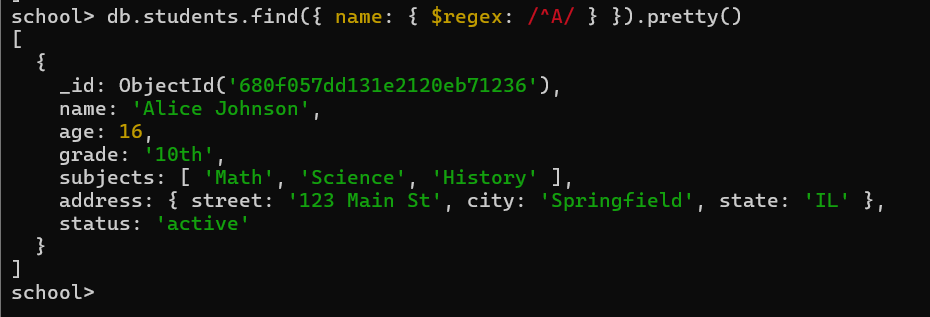 school> db.students.find({ name: { $regex: /^A/ } }).pretty()
[
  {
    _id: ObjectId('680f057dd131e2120eb71236'),
    name: 'Alice Johnson',
    age: 16,
    grade: '10th',
    subjects: [ 'Math', 'Science', 'History' ],
    address: { street: '123 Main St', city: 'Springfield', state: 'IL' },
    status: 'active'
  }
]
school>